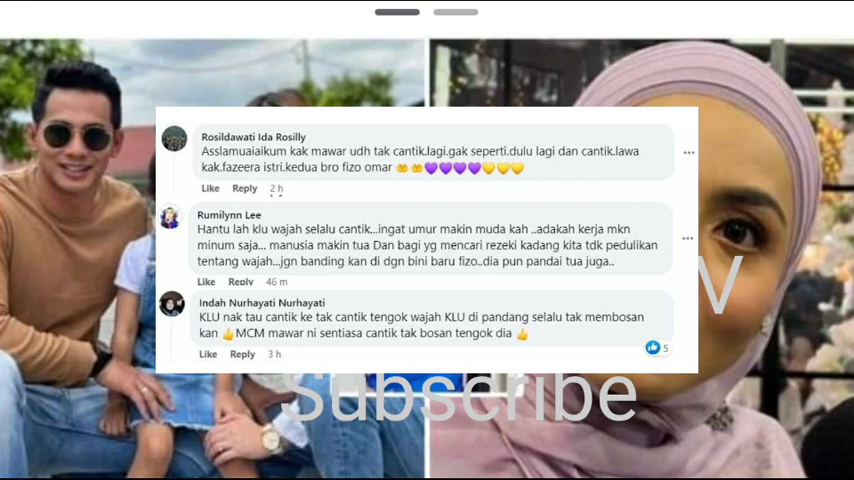 Rosildawati Ida Rosilly
Asslamuaiaikum kak mawar udh tak cantik.lagi.gak seperti.dulu lagi dan cantik.lawa
kak.fazeera istri.kedua bro fizo omar
Like Reply 2 h
Rumilynn Lee
Hantu lah klu wajah selalu cantik...ingat umur makin muda kah ..adakah kerja mkn
minum saja... manusia makin tua Dan bagi yg mencari rezeki kadang kita tdk pedulikan
tentang wajah...jgn banding kan di dgn bini baru fizo..dia pun pandai tua juga..
Like Reply 46 m
Indah Nurhayati Nurhayati
KLU nak tau cantik ke tak cantik tengok wajah KLU di pandang selalu tak membosan
kan 👍MCM mawar ni sentiasa cantik tak bosan tengok dia 👍
Like Reply 3 h
5
Subscribe